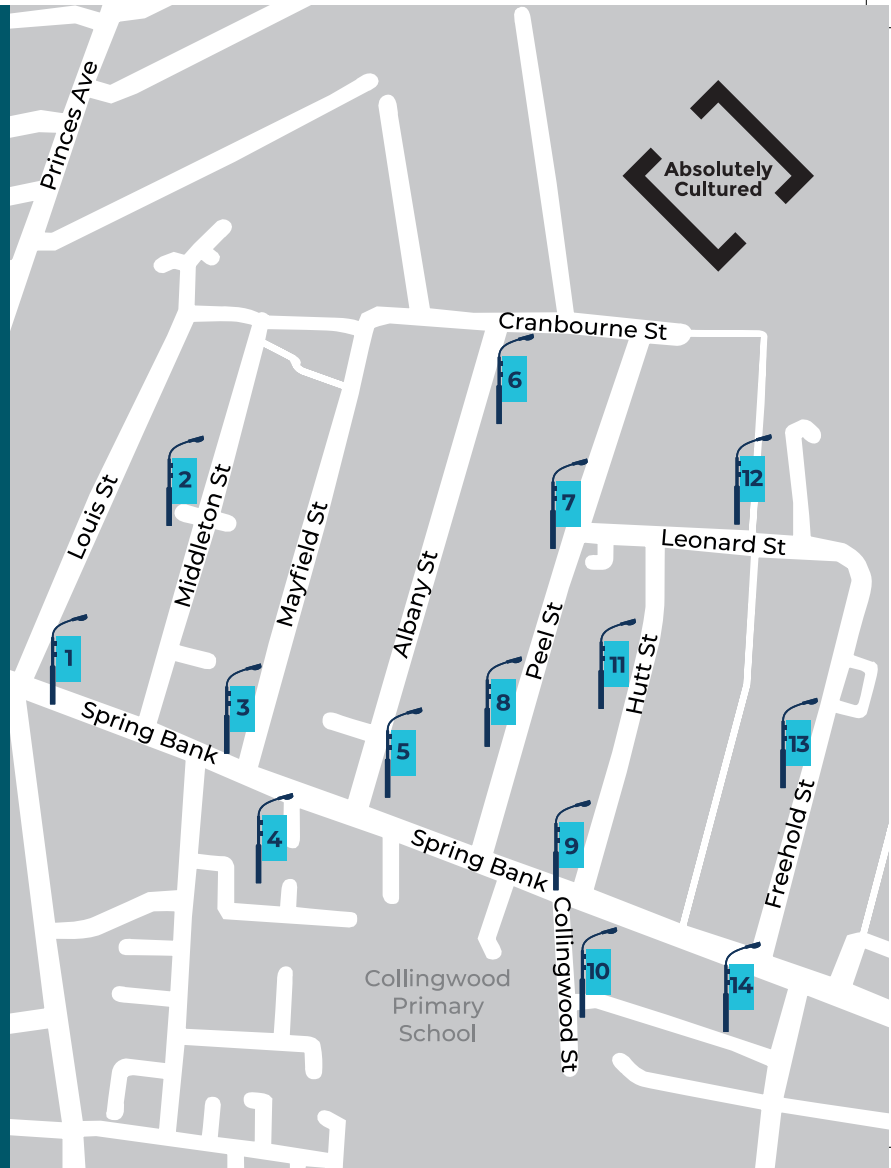 Princes Ave
Absolutely
Cultured
Cranbourne St
6
2
7
12
Louis St
Middleton St
Mayfield St
Albany St
Leonard St
1
3
5
8
Peel St
11
Hutt St
13
Spring Bank
4
Spring Bank
9
Freehold St
Collingwood St
10
14
Collingwood
Primary
School